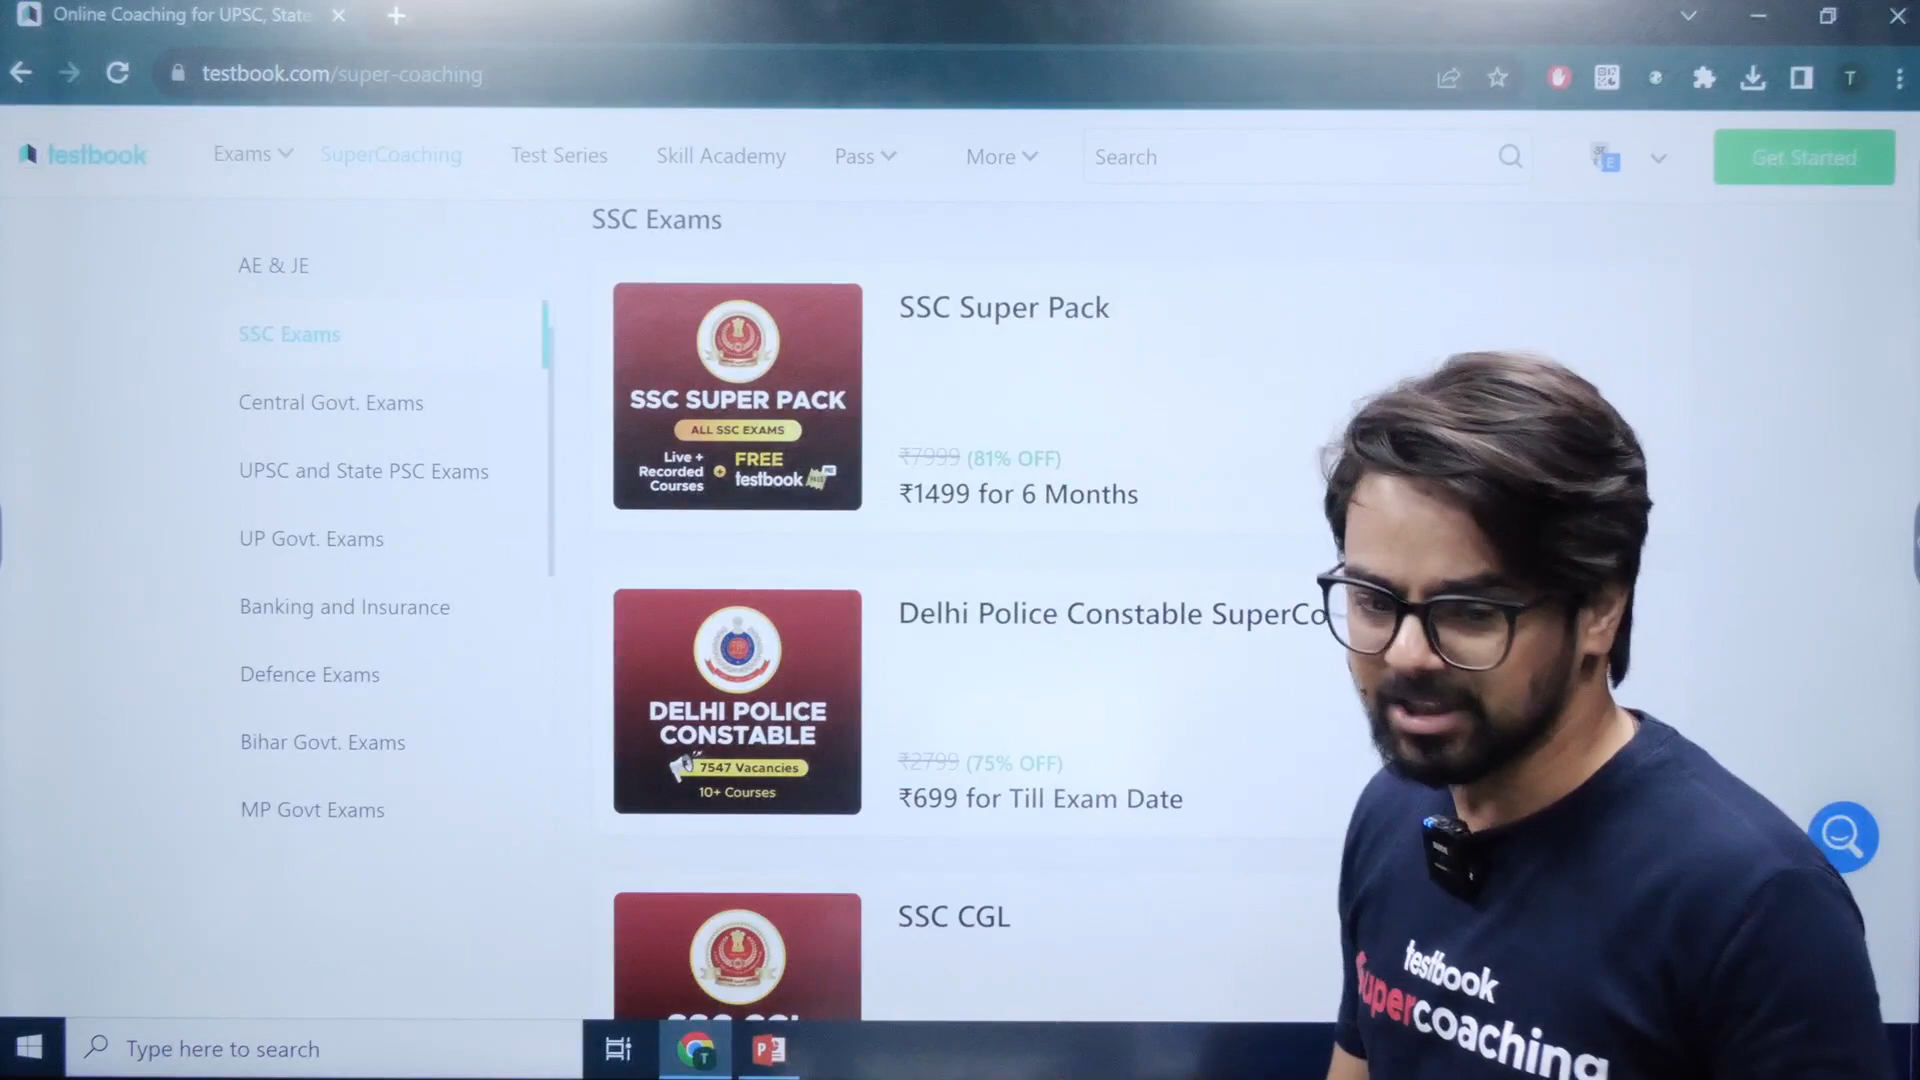 Online Coaching for UPSC, State
testbook.com/super-coaching
T
testbook
Exams
SuperCoaching
Test Series
Skill Academy
Pass
More
Search
E
Get Started
SSC Exams
AE & JE
SSC Exams
Central Govt. Exams
UPSC and State PSC Exams
UP Govt. Exams
Banking and Insurance
Defence Exams
Bihar Govt. Exams
MP Govt Exams
SSC SUPER PACK
ALL SSC EXAMS
Live +
Recorded
Courses
FREE
testbook
SSC Super Pack
₹7999 (81% OFF)
₹1499 for 6 Months
DELHI POLICE
CONSTABLE
7547 Vacancies
10+ Courses
Delhi Police Constable SuperCo
₹2799 (75% OFF)
₹699 for Till Exam Date
SSC CGL
SSC CGL
testbook
Supercoaching
Type here to search
T